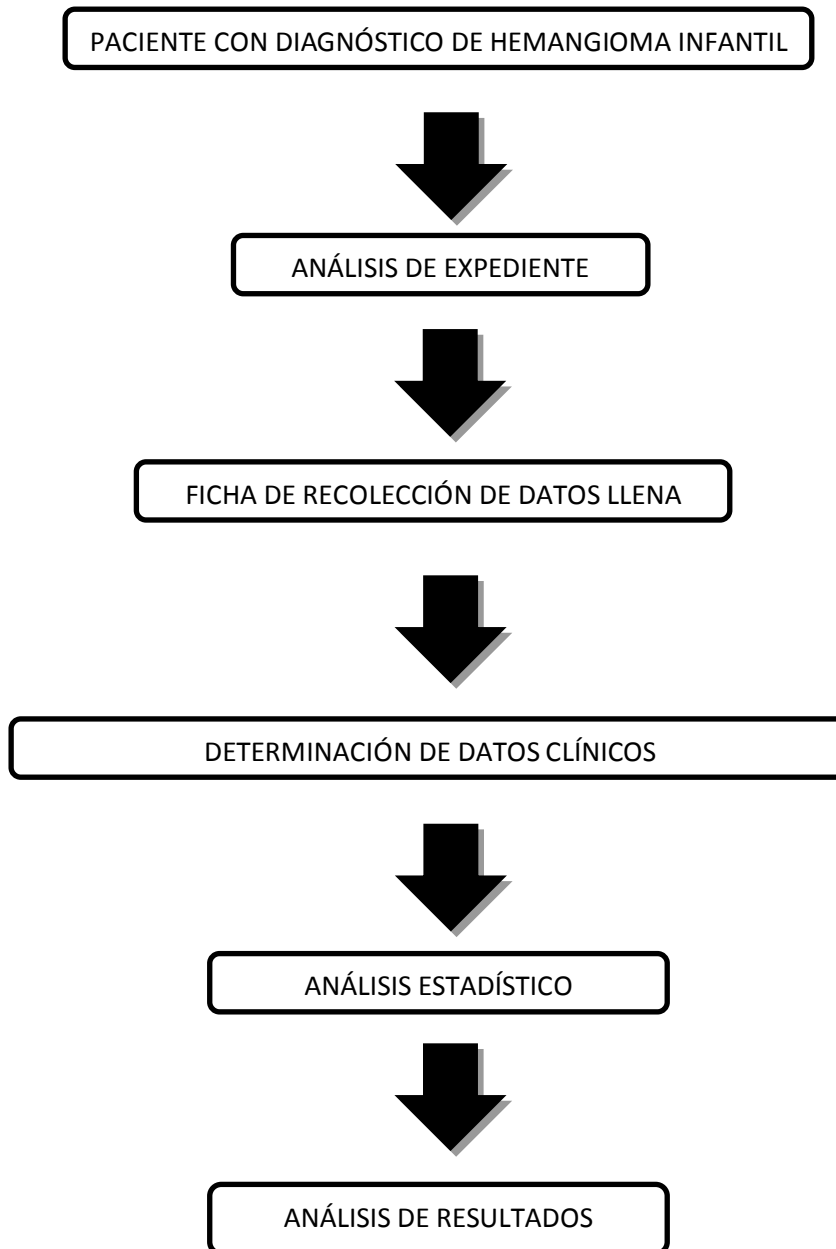 PACIENTE CON DIAGNÓSTICO DE HEMANGIOMA INFANTIL
ANÁLISIS DE EXPEDIENTE
FICHA DE RECOLECCIÓN DE DATOS LLENA
DETERMINACIÓN DE DATOS CLÍNICOS
ANÁLISIS ESTADÍSTICO
ANÁLISIS DE RESULTADOS